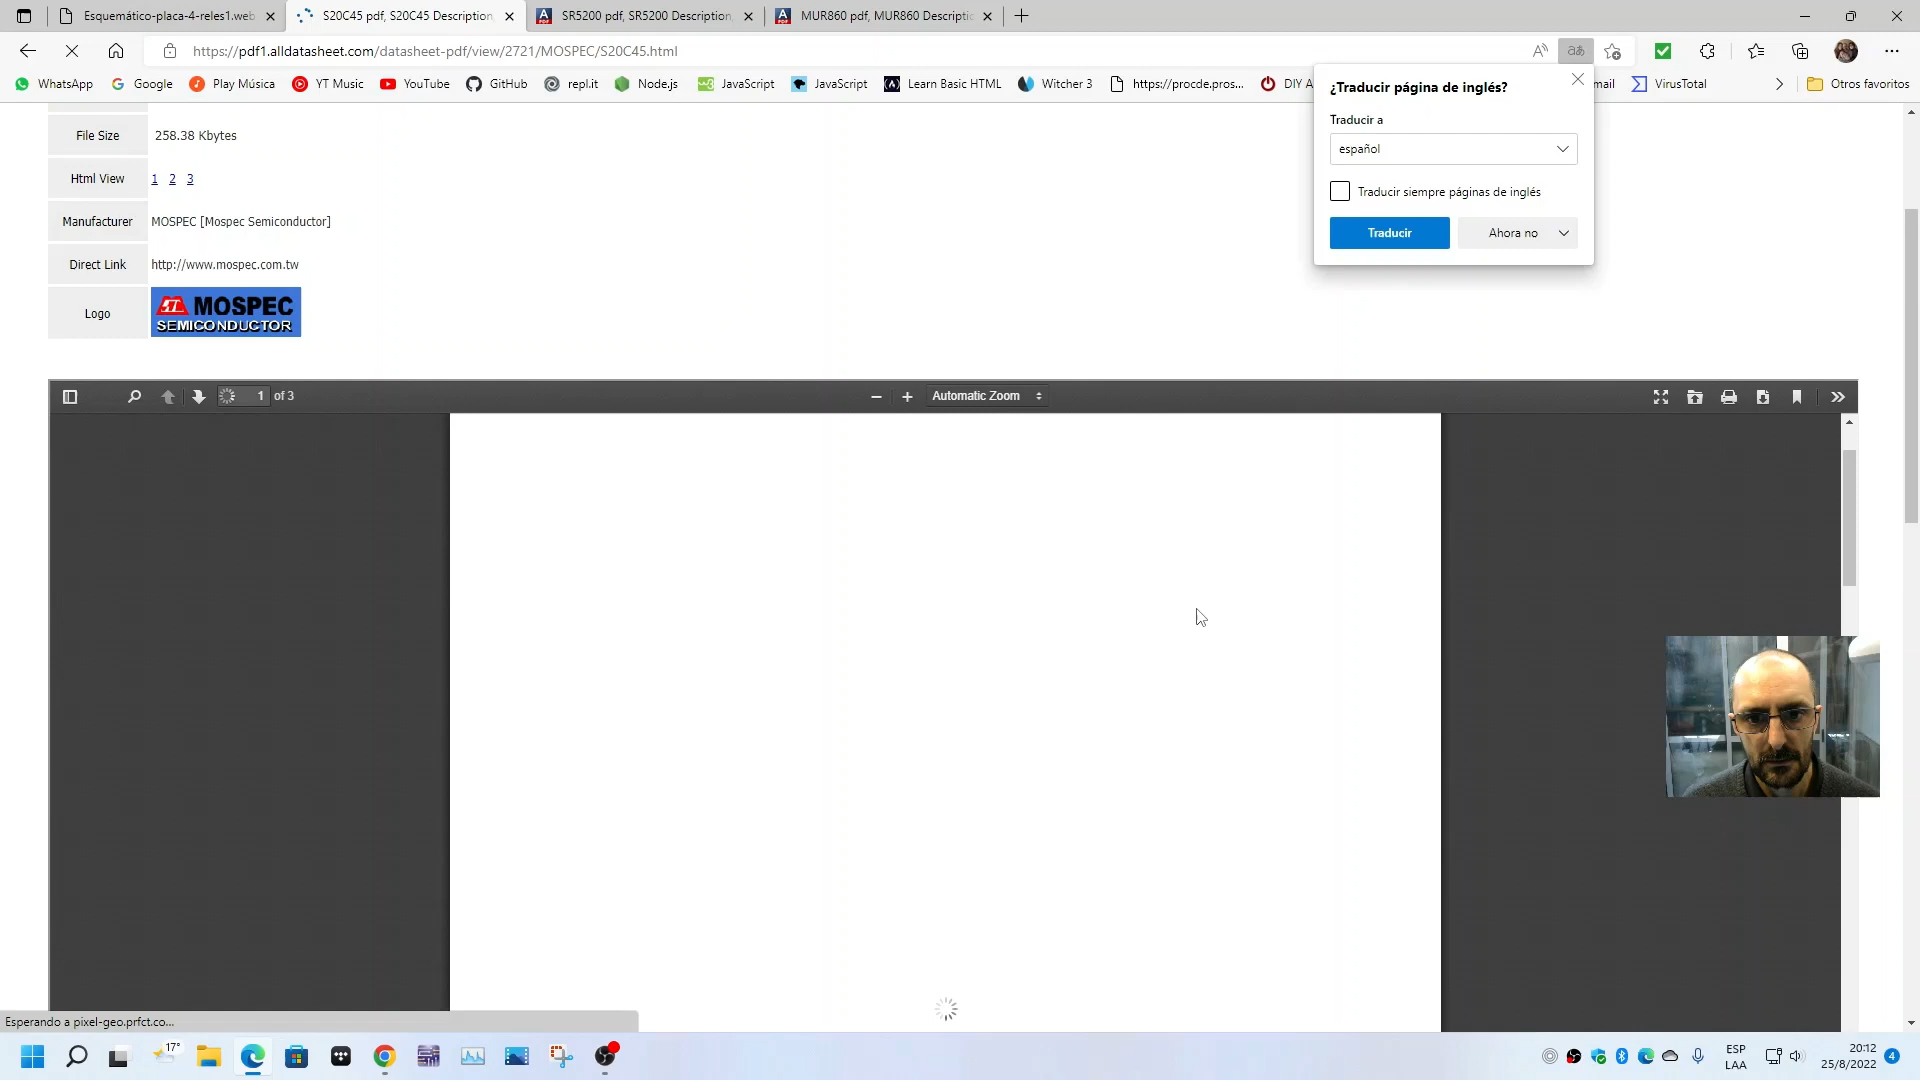 Esquemático-placa-4-reles1.web
S20C45 pdf, S20C45 Description,
SR5200 pdf, SR5200 Description,
MUR860 pdf, MUR860 Descriptic
https://pdf1.alldatasheet.com/datasheet-pdf/view/2721/MOSPEC/S20C45.html
WhatsApp
Google
Play Música
YT Music
YouTube
GitHub
repl.it
Node.js
JavaScript
JavaScript
Learn Basic HTML
Witcher 3
https://procde.pros...
DIY A
mail
VirusTotal
Otros favoritos
¿Traducir página de inglés?
Traducir a
español
Traducir siempre páginas de inglés
Traducir
Ahora no
File Size 258.38 Kbytes
Html View 1 2 3
Manufacturer MOSPEC [Mospec Semiconductor]
Direct Link http://www.mospec.com.tw
Logo
MOSPEC
SEMICONDUCTOR
1 of 3
Automatic Zoom
Esperando a pixel-geo.prfct.co...
17°
ESP
LAA
20:12
25/8/2022
4